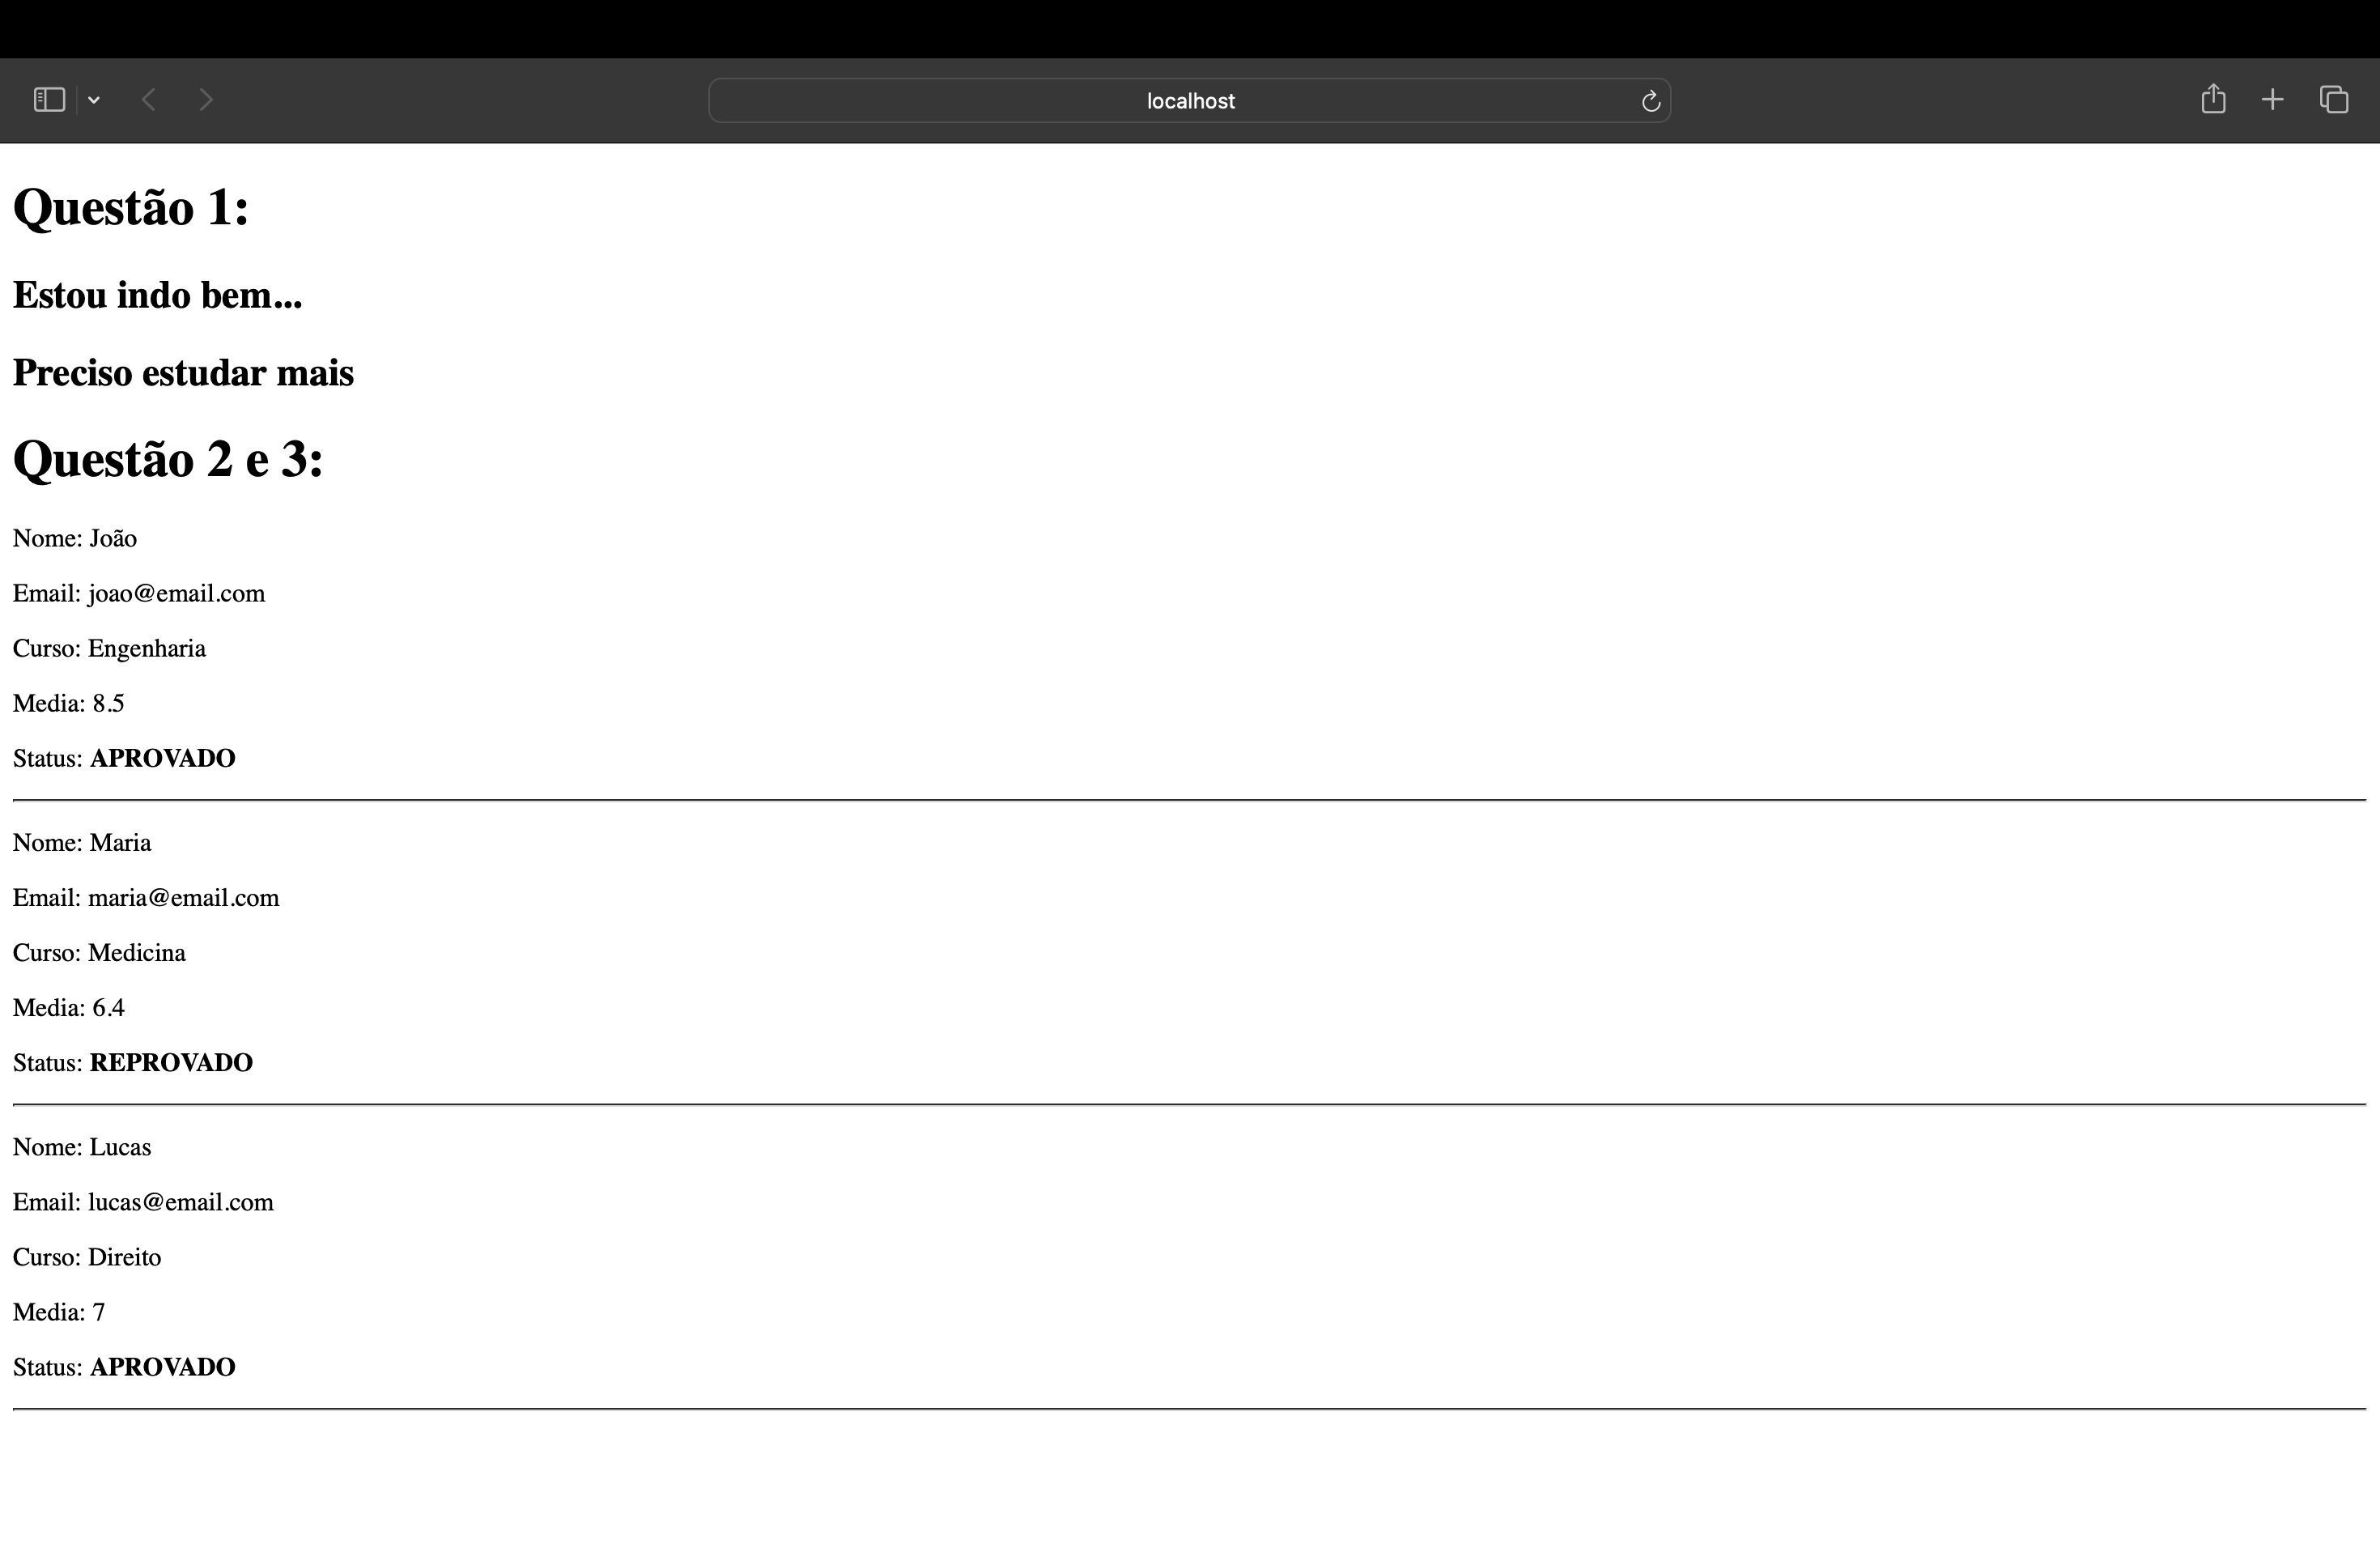 localhost
Questão 1:
Estou indo bem...
Preciso estudar mais
Questão 2 e 3:
Nome: João
Email: joao@email.com
Curso: Engenharia
Media: 8.5
Status: APROVADO
Nome: Maria
Email: maria@email.com
Curso: Medicina
Media: 6.4
Status: REPROVADO
Nome: Lucas
Email: lucas@email.com
Curso: Direito
Media: 7
Status: APROVADO